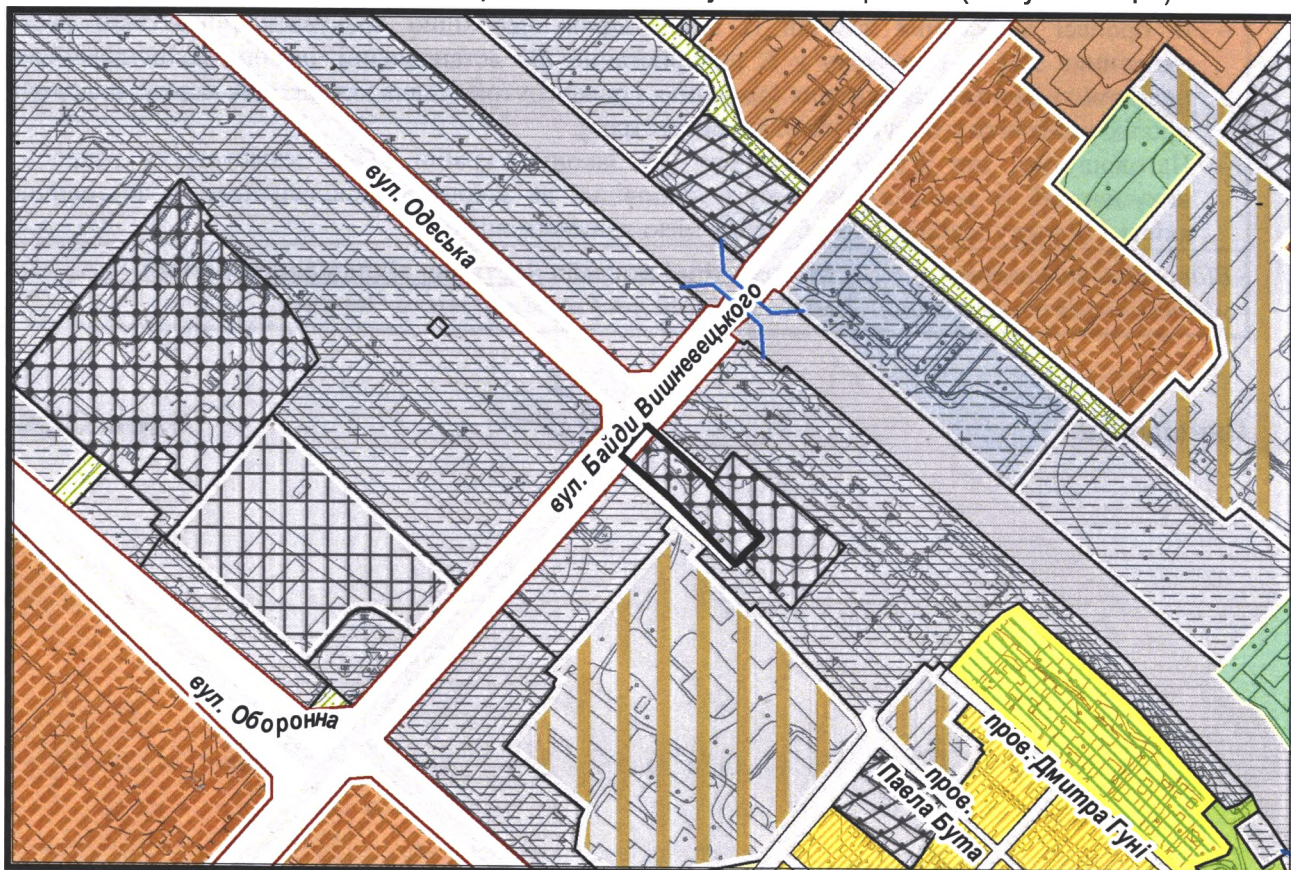 вул. Одеська
вул. Байди Вишневецького
вул. Оборонна
пров. Дмитра Гуні
пров.
Павла Бута